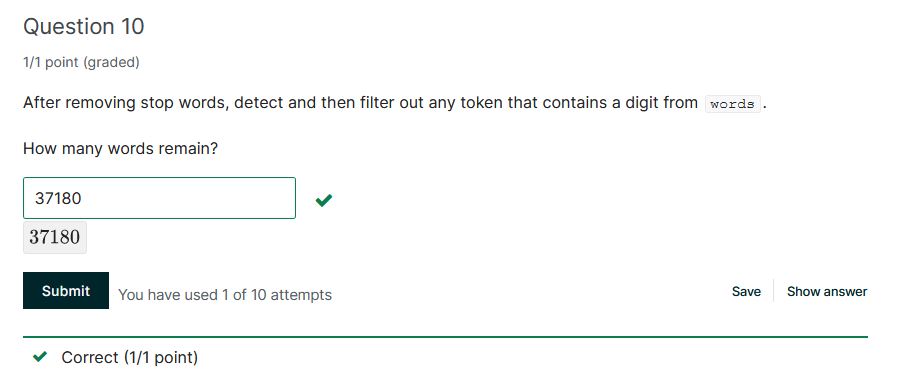 Question 10
1/1 point (graded)
After removing stop words, detect and then filter out any token that contains a digit from words .
How many words remain?
37180
37180
Submit You have used 1 of 10 attempts Save Show answer
Correct (1/1 point)